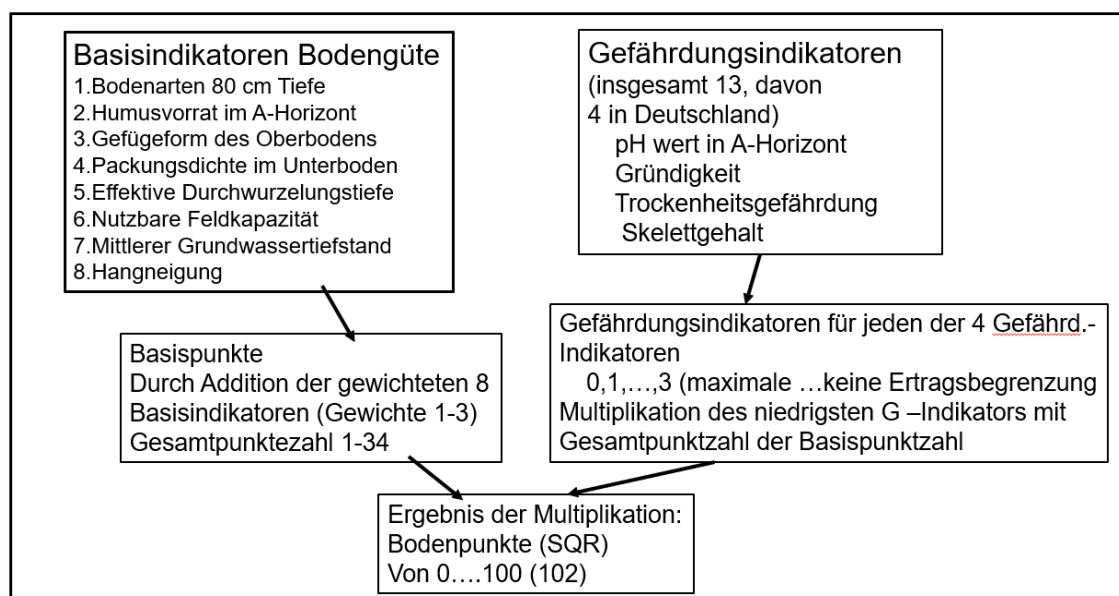 Basisindikatoren Bodengüte
1.Bodenarten 80 cm Tiefe
2.Humusvorrat im A-Horizont
3.Gefügeform des Oberbodens
4.Packungsdichte im Unterboden
5.Effektive Durchwurzelungstiefe
6.Nutzbare Feldkapazität
7.Mittlerer Grundwassertiefstand
8.Hangneigung
Gefährdungsindikatoren
(insgesamt 13, davon
4 in Deutschland)
pH wert in A-Horizont
Gründigkeit
Trockenheitsgefährdung
Skelettgehalt
Basispunkte
Durch Addition der gewichteten 8
Basisindikatoren (Gewichte 1-3)
Gesamtpunktezahl 1-34
Gefährdungsindikatoren für jeden der 4 Gefährd.-
Indikatoren
0,1,…,3 (maximale …keine Ertragsbegrenzung
Multiplikation des niedrigsten G –Indikators mit
Gesamtpunktzahl der Basispunktzahl
Ergebnis der Multiplikation:
Bodenpunkte (SQR)
Von 0….100 (102)